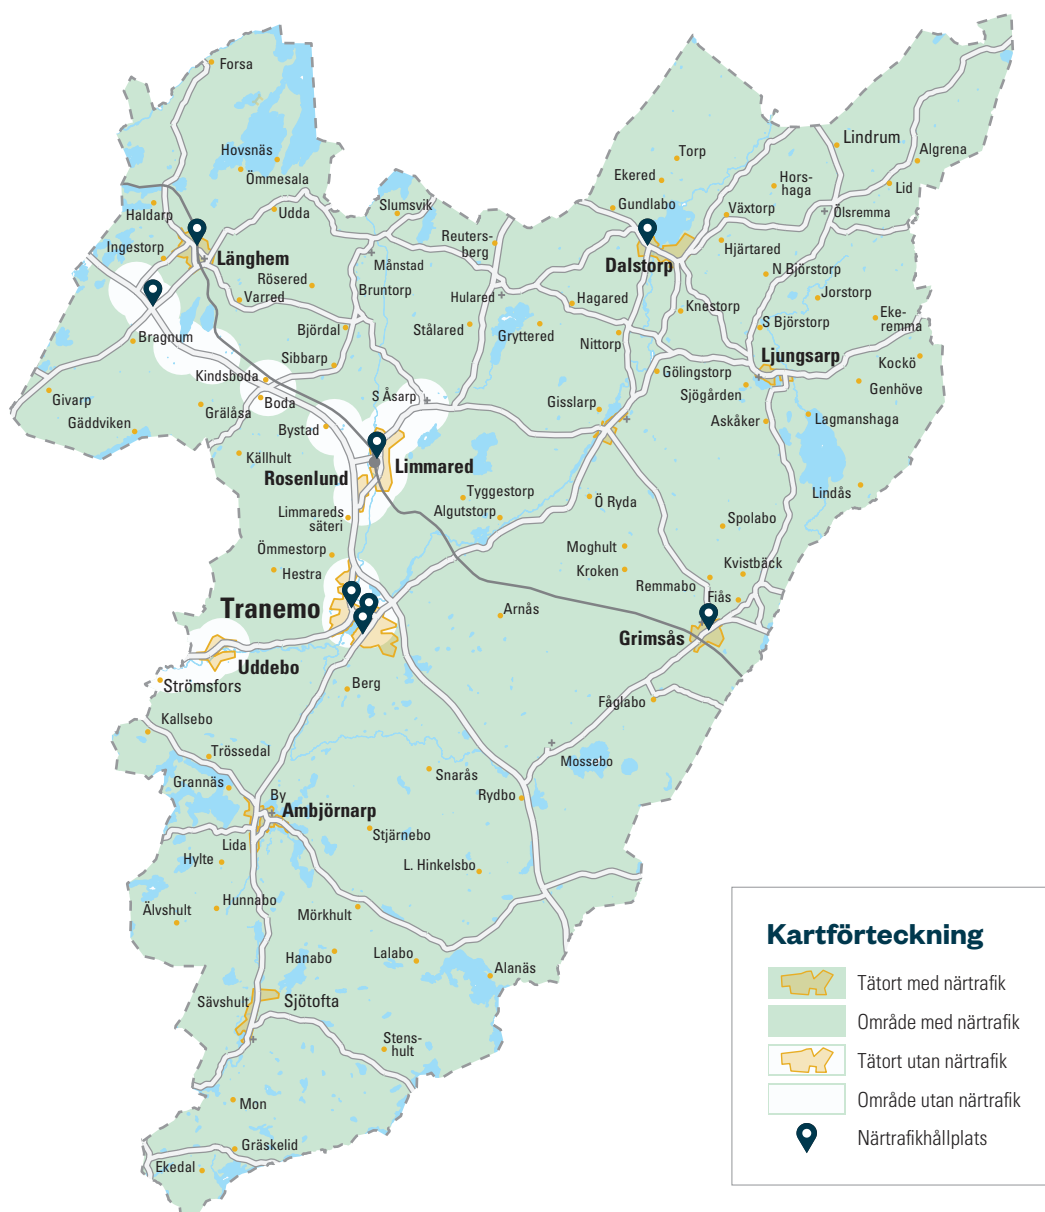 Forsa
Hovsnäs
Ömmesala
Haldarp
Udda
Slumsvik
Ingestorp
Länghem
Rösered
Varred
Månstad
Bruntorp
Reuters-
berg
Hulared
Stålared
Gryttered
Bragnum
Björdal
Sibbarp
Kindsboda
Boda
Givarp
Gäddviken
Grälåsa
Bystad
S Åsarp
Källhult
Torp
Ekered
Gundlabo
Dalstorp
Hagared
Nittorp
Knestorp
Lindrum
Algrena
Hors-
haga
Lid
Växtorp
Ölsremma
Hjärtared
N Björstorp
Jorstorp
S Björstorp
Eke-
remma
Ljungsarp
Kockö
Gölingstorp
Sjögården
Genhöve
Gisslarp
Askåker
Lagmanshaga
Lindås
Rosenlund
Limmared
Limmareds
säteri
Tyggestorp
Algutstorp
Ö Ryda
Spolabo
Ömmestorp
Hestra
Moghult
Kroken
Kvistbäck
Remmabo
Fiås
Tranemo
Arnås
Grimsås
Uddebo
Strömsfors
Berg
Fåglabo
Kallsebo
Trössedal
Mossebo
Grannäs
Snarås
Rydbo
By
Ambjörnarp
Stjärnebo
Lida
Hylte
L. Hinkelsbo
Hunnabo
Älvshult
Mörkhult
Hanabo
Lalabo
Alanäs
Sävshult
Sjötofta
Stens-
hult
Mon
Gräskelid
Ekedal
Kartförteckning
Tätort med närtrafik
Område med närtrafik
Tätort utan närtrafik
Område utan närtrafik
Närtrafikhållplats